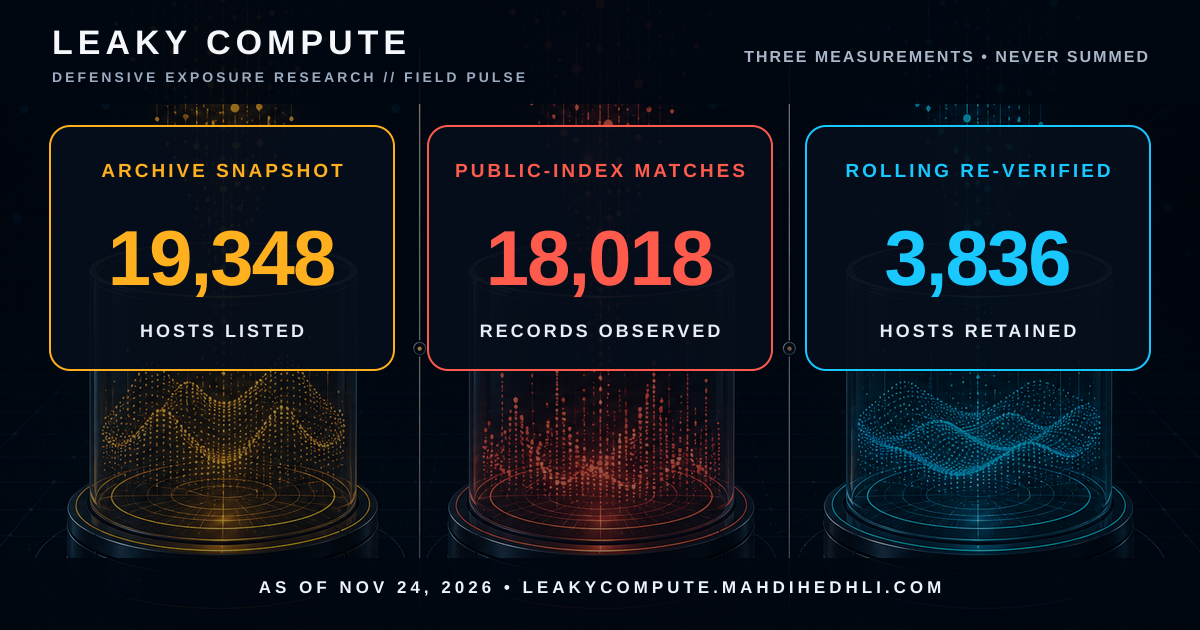 LEAKY COMPUTE
DEFENSIVE EXPOSURE RESEARCH // FIELD PULSE
THREE MEASUREMENTS • NEVER SUMMED
ARCHIVE SNAPSHOT
19,348
HOSTS LISTED
PUBLIC-INDEX MATCHES
18,018
RECORDS OBSERVED
ROLLING RE-VERIFIED
3,836
HOSTS RETAINED
AS OF NOV 24, 2026 • LEAKYCOMPUTE.MAHDIHEDHLI.COM